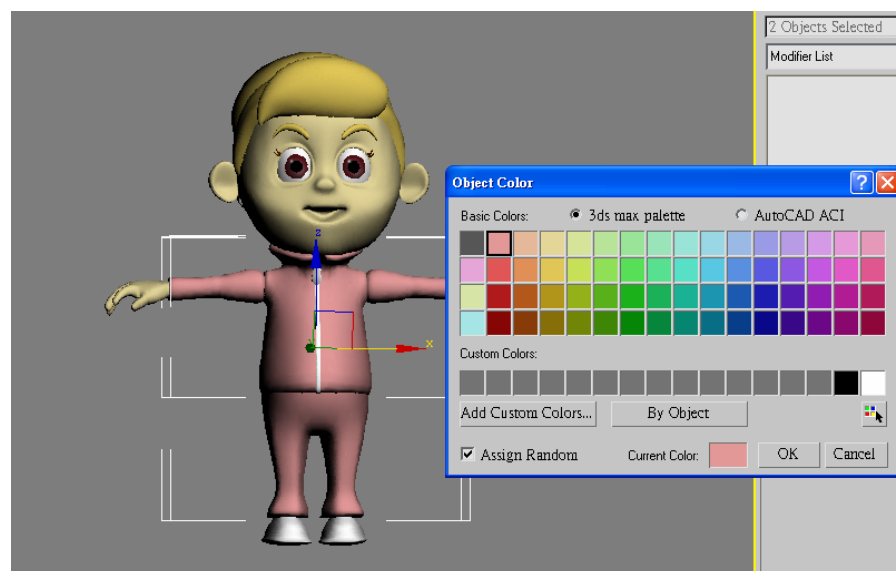 2 Objects Selected
Modifier List
Object Color
Basic Colors:
3ds max palette
AutoCAD ACI
Custom Colors:
Add Custom Colors...
By Object
Assign Random
Current Color:
OK
Cancel
z
x